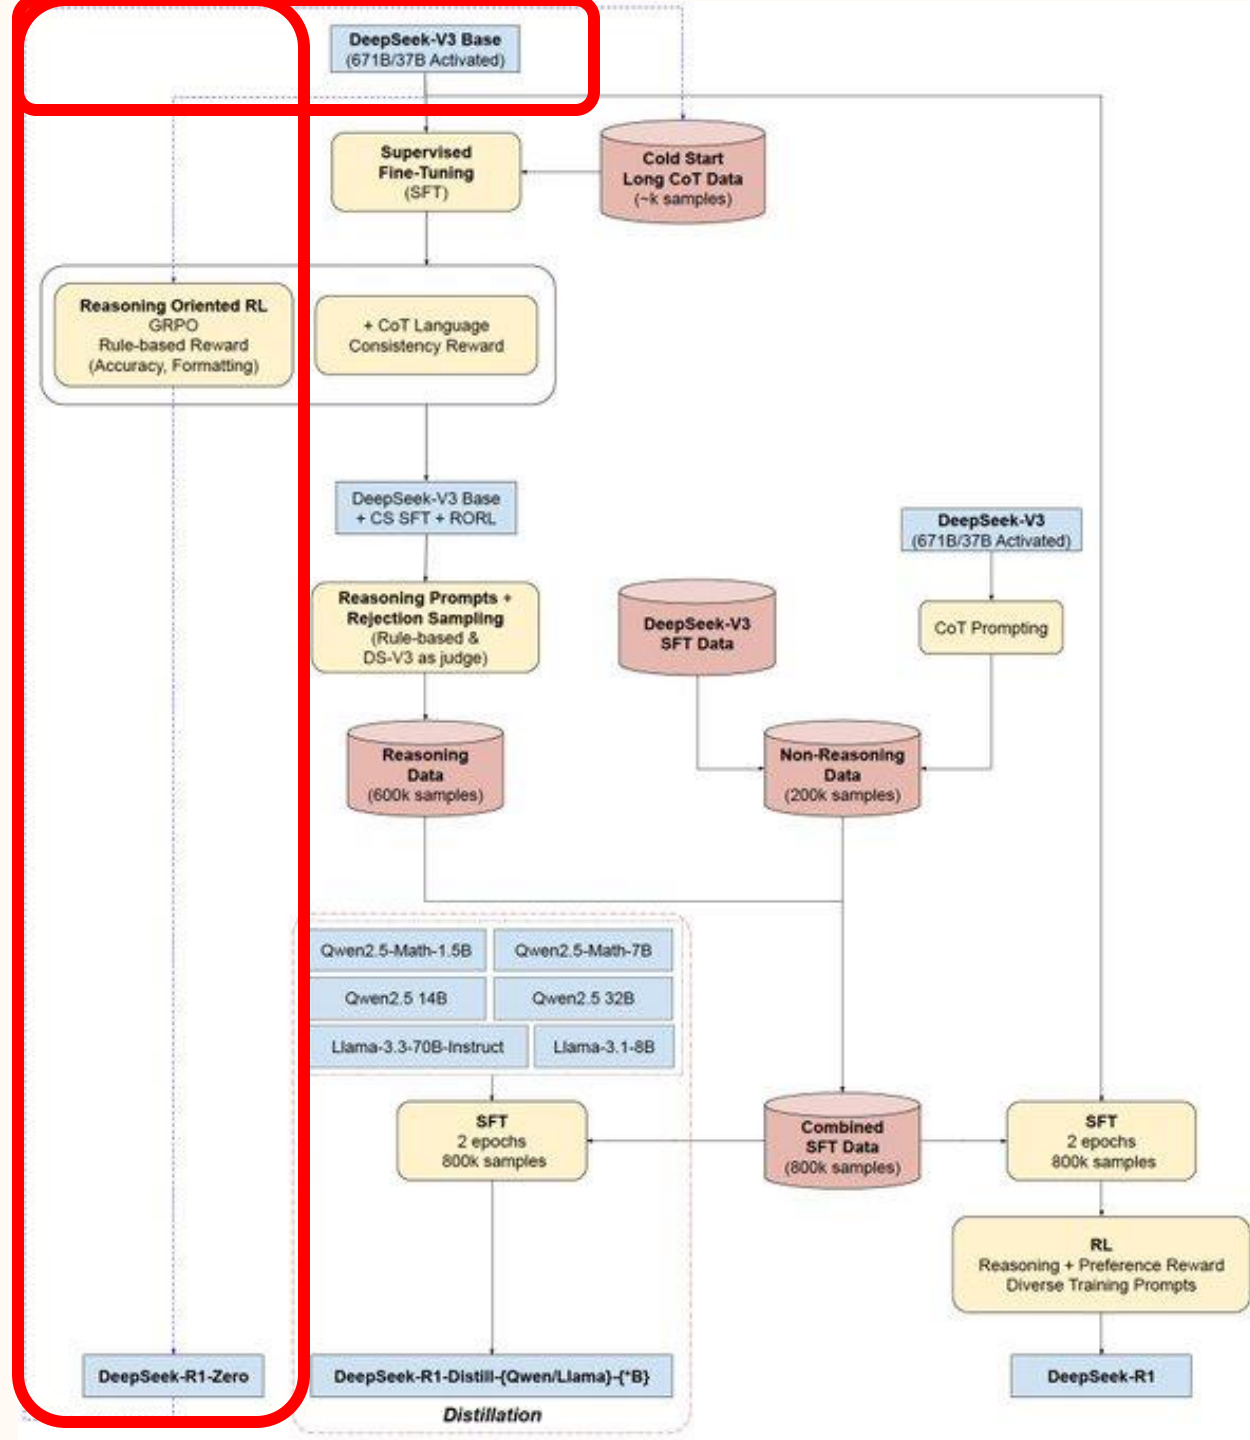 DeepSeek-V3 Base
(671B/37B Activated)
Supervised
Fine-Tuning
(SFT)
Cold Start
Long CoT Data
(~k samples)
Reasoning Oriented RL
GRPO
Rule-based Reward
(Accuracy, Formatting)
+ CoT Language
Consistency Reward
DeepSeek-V3 Base
+ CS SFT + RORL
DeepSeek-V3
(671B/37B Activated)
Reasoning Prompts +
Rejection Sampling
(Rule-based &
DS-V3 as judge)
DeepSeek-V3
SFT Data
CoT Prompting
Reasoning
Data
(600k samples)
Non-Reasoning
Data
(200k samples)
Qwen2.5-Math-1.5B
Qwen2.5-Math-7B
Qwen2.5 14B
Qwen2.5 32B
Llama-3.3-70B-Instruct
Llama-3.1-8B
SFT
2 epochs
800k samples
Combined
SFT Data
(800k samples)
SFT
2 epochs
800k samples
RL
Reasoning + Preference Reward
Diverse Training Prompts
DeepSeek-R1-Zero
DeepSeek-R1-Distill-{Qwen/Llama}-{*B}
DeepSeek-R1
Distillation